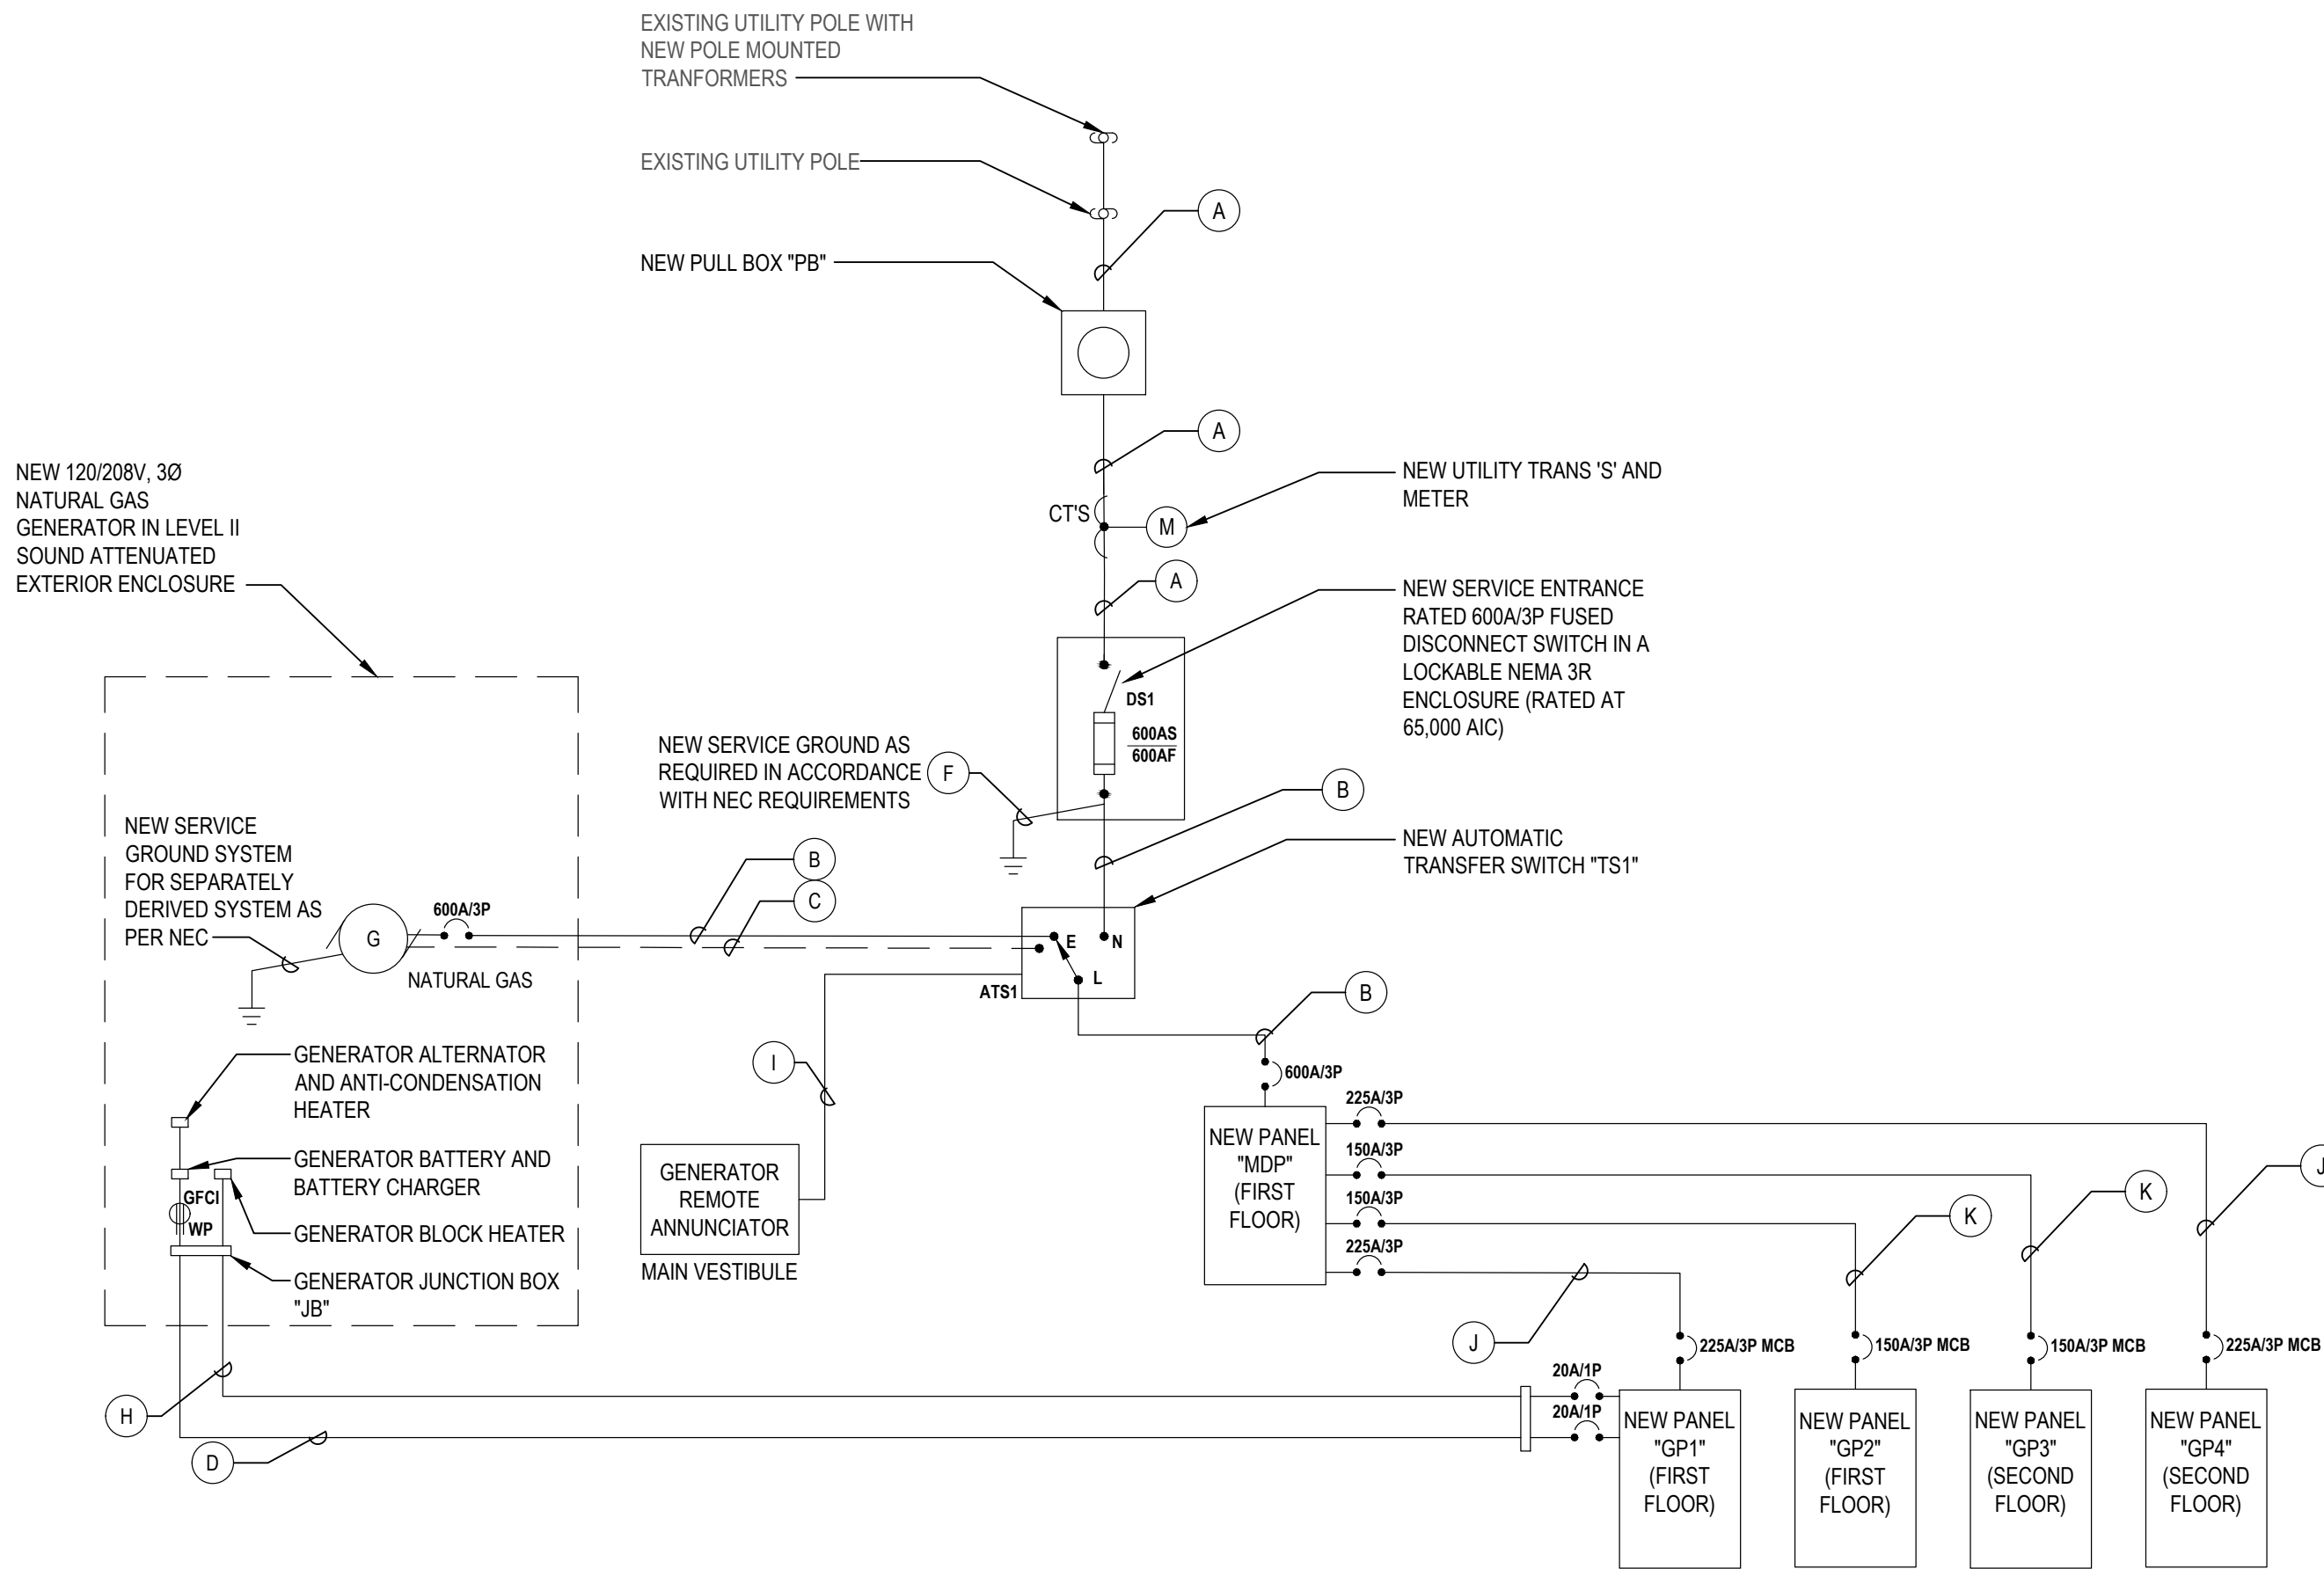 EXISTING UTILITY POLE WITH
NEW POLE MOUNTED
TRANFORMERS
EXISTING UTILITY POLE
A
NEW PULL BOX "PB"
A
NEW UTILITY TRANS 'S' AND
METER
CT'S
M
A
NEW 120/208V, 3Ø
NATURAL GAS
GENERATOR IN LEVEL II
SOUND ATTENUATED
EXTERIOR ENCLOSURE
NEW SERVICE ENTRANCE
RATED 600A/3P FUSED
DISCONNECT SWITCH IN A
LOCKABLE NEMA 3R
ENCLOSURE (RATED AT
65,000 AIC)
DS1
600AS
600AF
NEW SERVICE GROUND AS
REQUIRED IN ACCORDANCE
WITH NEC REQUIREMENTS
F
B
NEW AUTOMATIC
TRANSFER SWITCH "TS1"
NEW SERVICE
GROUND SYSTEM
FOR SEPARATELY
DERIVED SYSTEM AS
PER NEC
G
600A/3P
NATURAL GAS
B
C
E
N
L
ATS1
B
I
GENERATOR ALTERNATOR
AND ANTI-CONDENSATION
HEATER
GENERATOR BATTERY AND
BATTERY CHARGER
GFCI
WP
GENERATOR BLOCK HEATER
GENERATOR JUNCTION BOX
"JB"
GENERATOR
REMOTE
ANNUNCIATOR
MAIN VESTIBULE
600A/3P
NEW PANEL
"MDP"
(FIRST
FLOOR)
225A/3P
150A/3P
150A/3P
225A/3P
J
K
K
J
225A/3P MCB
150A/3P MCB
150A/3P MCB
225A/3P MCB
H
D
20A/1P
20A/1P
NEW PANEL
"GP1"
(FIRST
FLOOR)
NEW PANEL
"GP2"
(FIRST
FLOOR)
NEW PANEL
"GP3"
(SECOND
FLOOR)
NEW PANEL
"GP4"
(SECOND
FLOOR)